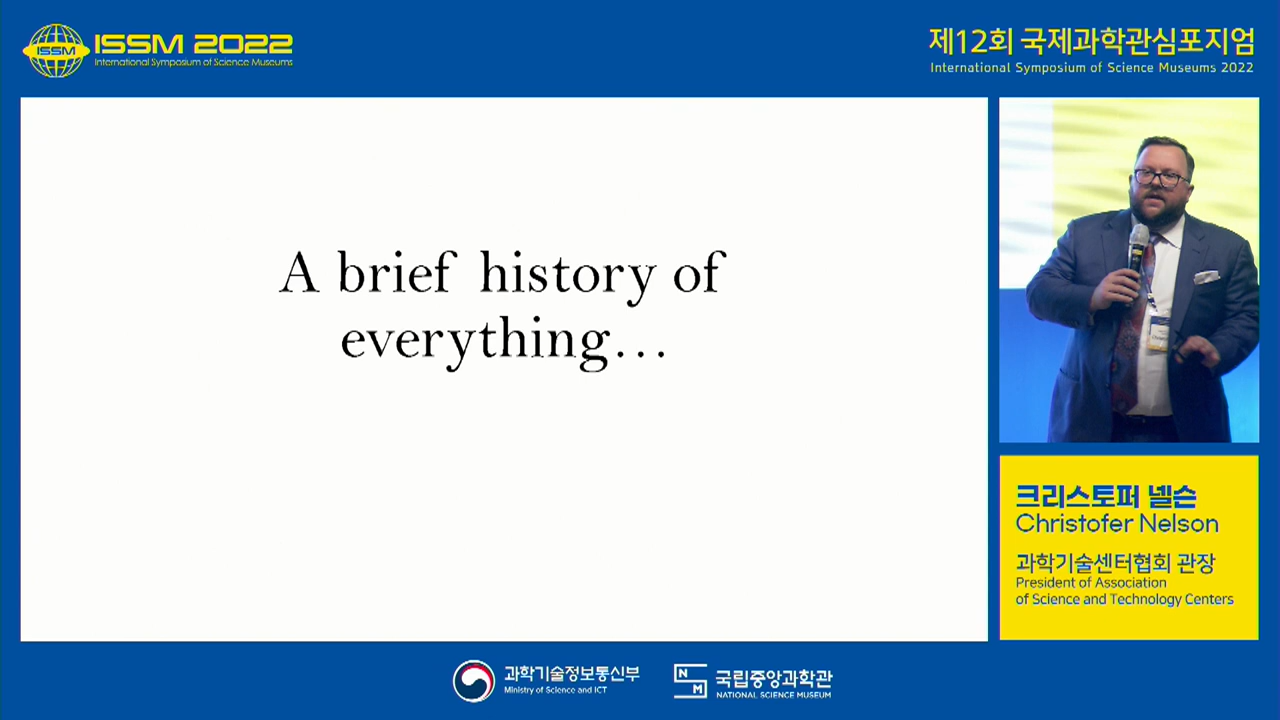 ISSM
ISSM 2022
International Symposium of Science Museums
제12회 국제과학관심포지엄
International Symposium of Science Museums 2022
A brief history of
everything...
크리스토퍼 넬슨
Christofer Nelson
과학기술센터협회 관장
President of Association
of Science and Technology Centers
과학기술정보통신부
Ministry of Science and ICT
N
S
M
국립중앙과학관
NATIONAL SCIENCE MUSEUM